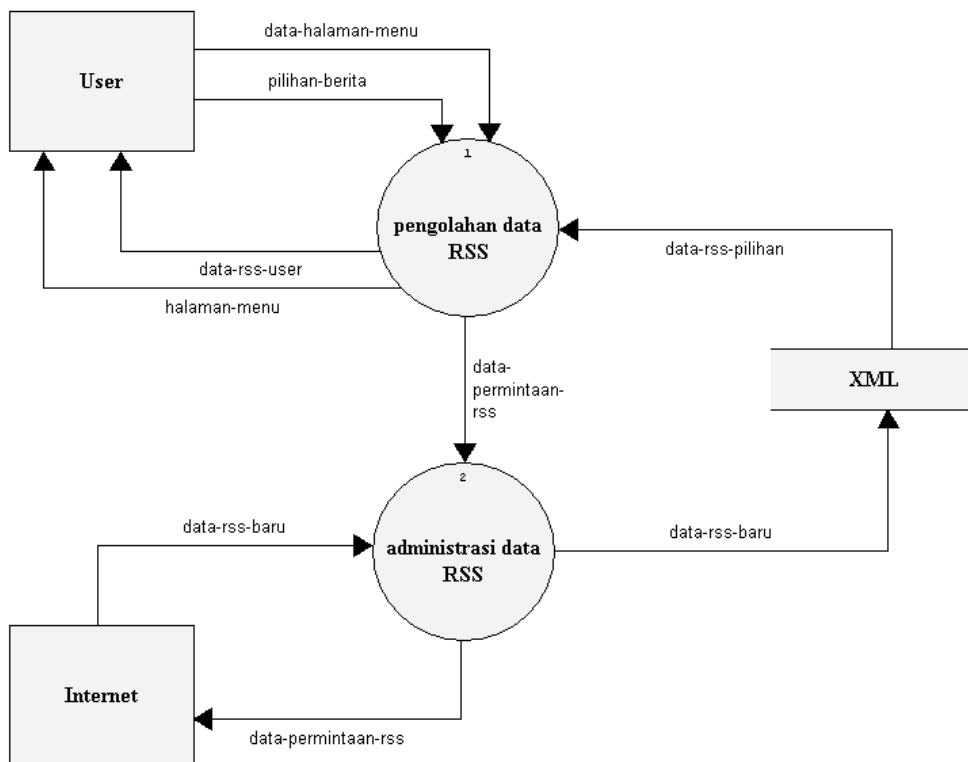 data-halaman-menu
User
pilihan-berita
1
pengolahan data
RSS
data-rss-pilihan
data-rss-user
halaman-menu
data-
permintaan-
rss
XML
2
data-rss-baru
administrasi data
RSS
data-rss-baru
Internet
data-permintaan-rss